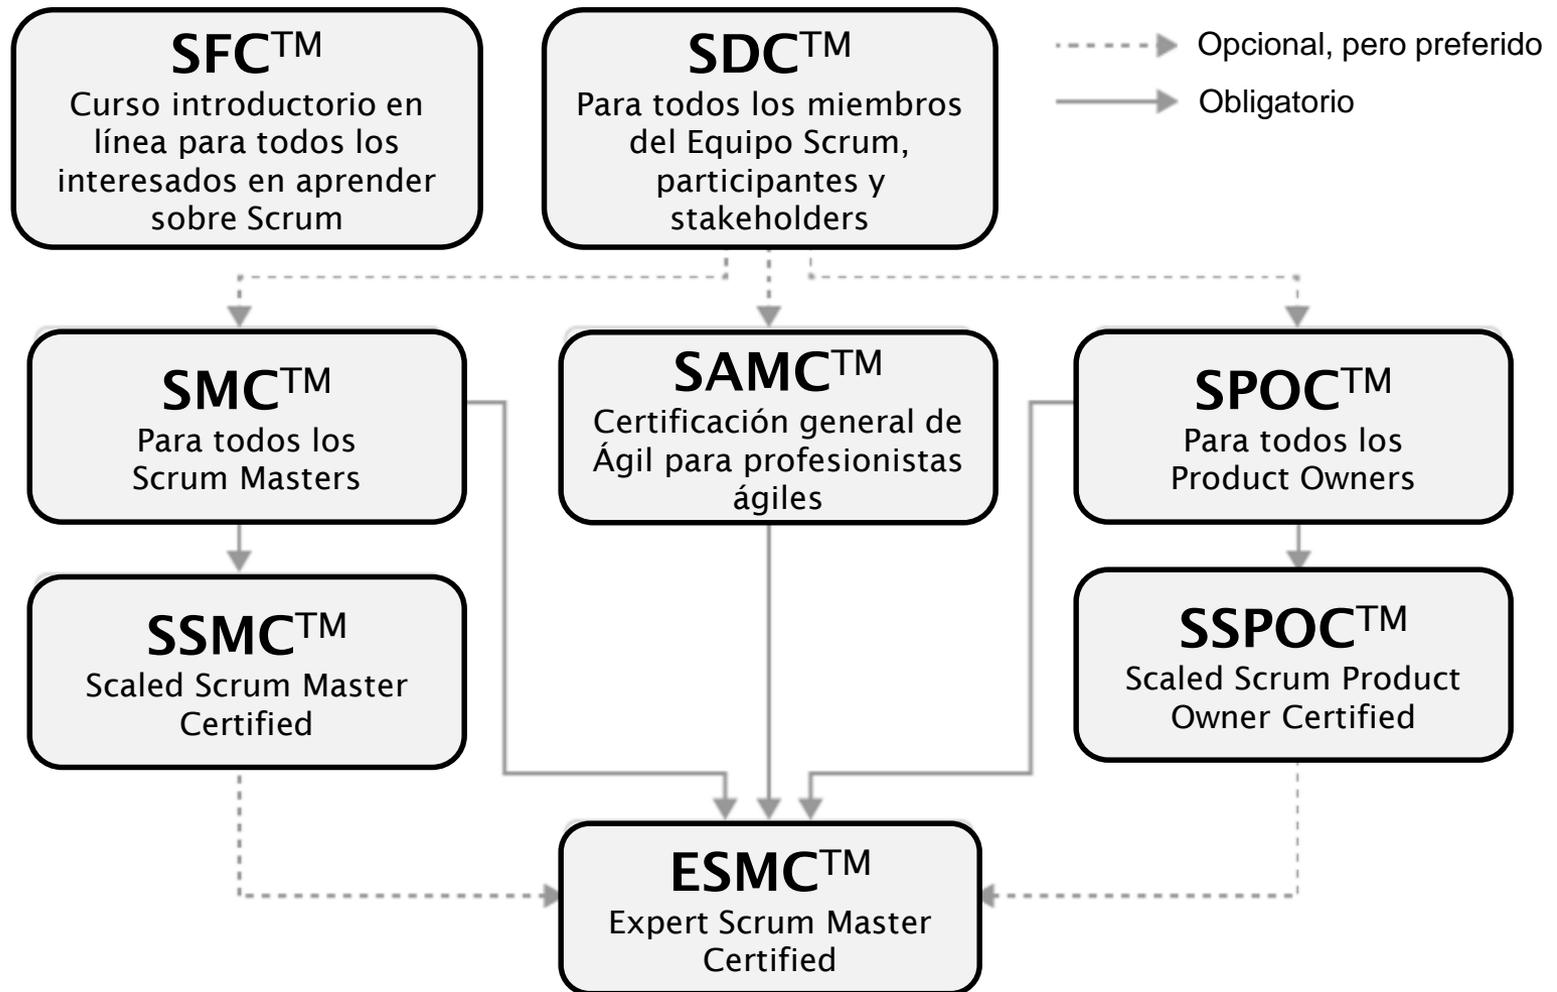 SFC™
Curso introductorio en
línea para todos los
interesados en aprender
sobre Scrum
SDC™
Para todos los miembros
del Equipo Scrum,
participantes y
stakeholders
Opcional, pero preferido
Obligatorio
SMC™
Para todos los
Scrum Masters
SAMC™
Certificación general de
Ágil para profesionistas
ágiles
SPOC™
Para todos los
Product Owners
SSMC™
Scaled Scrum Master
Certified
SSPOC™
Scaled Scrum Product
Owner Certified
ESMC™
Expert Scrum Master
Certified